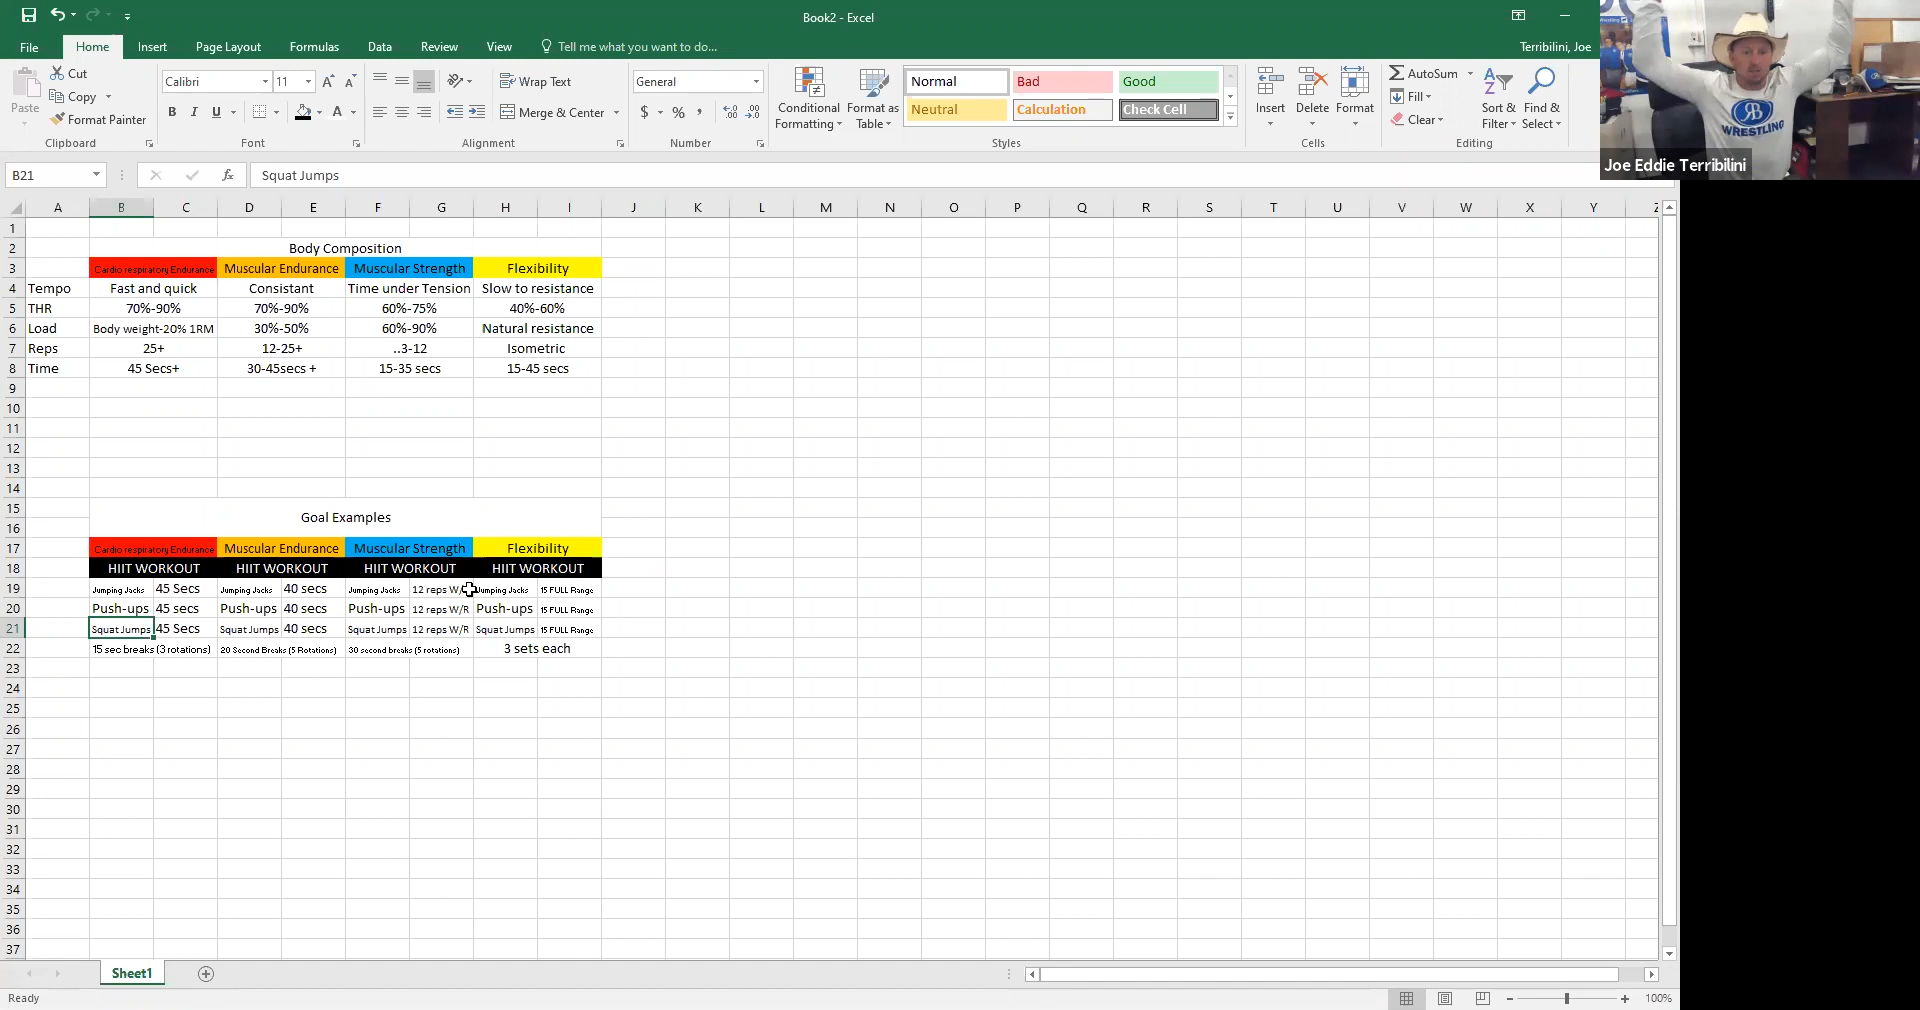 Book2 - Excel
File Home Insert Page Layout Formulas Data Review View Tell me what you want to do... Terribilini, Joe
Paste Cut Copy Format Painter Clipboard
Calibri 11 B I U Font
Wrap Text Merge & Center Alignment
General $ % , Number
Conditional Formatting Format as Table
Normal Bad Good
Neutral Calculation Check Cell
Styles
Insert Delete Format Cells
AutoSum Fill Clear Sort & Filter Find & Select Editing
RB WRESTLING
Joe Eddie Terribilini
B21 fx Squat Jumps
A B C D E F G H I J K L M N O P Q R S T U V W X Y Z
1
2 Body Composition
3 Cardio respiratory Endurance Muscular Endurance Muscular Strength Flexibility
4 Tempo Fast and quick Consistant Time under Tension Slow to resistance
5 THR 70%-90% 70%-90% 60%-75% 40%-60%
6 Load Body weight-20% 1RM 30%-50% 60%-90% Natural resistance
7 Reps 25+ 12-25+ ..3-12 Isometric
8 Time 45 Secs+ 30-45secs + 15-35 secs 15-45 secs
9
10
11
12
13
14
15
Goal Examples
16
17 Cardio respiratory Endurance Muscular Endurance Muscular Strength Flexibility
18 HIIT WORKOUT HIIT WORKOUT HIIT WORKOUT HIIT WORKOUT
19 Jumping Jacks 45 Secs Jumping Jacks 40 secs Jumping Jacks 12 reps W/ Jumping Jacks 15 FULL Range
20 Push-ups 45 secs Push-ups 40 secs Push-ups 12 reps W/R Push-ups 15 FULL Range
21 Squat Jumps 45 Secs Squat Jumps 40 secs Squat Jumps 12 reps W/R Squat Jumps 15 FULL Range
22 15 sec breaks (3 rotations) 20 Second Breaks (5 Rotations) 30 second breaks (5 rotations) 3 sets each
23
24
25
26
27
28
29
30
31
32
33
34
35
36
37
Sheet1
Ready 100%